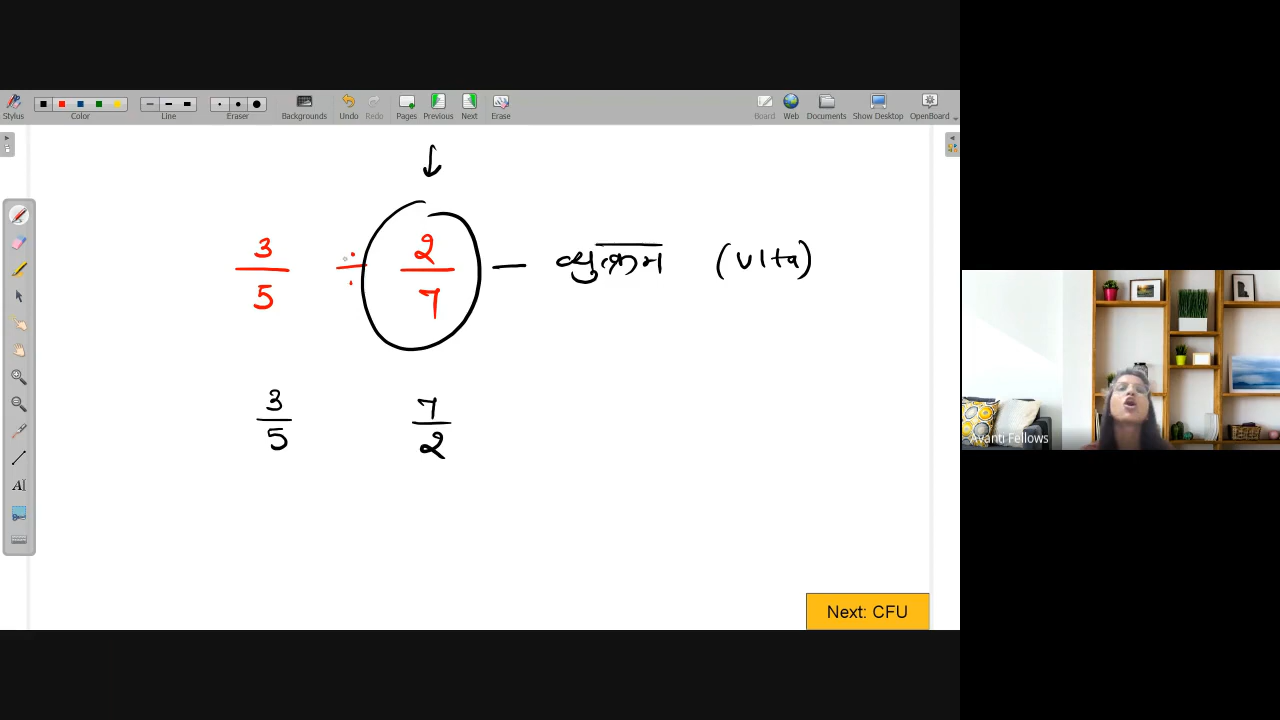 Stylus Color Line Eraser Backgrounds Undo Redo Pages Previous Next Erase Board Web Documents Show Desktop OpenBoard
↓
3/5 ÷ 2/7 — व्युत्क्रम (Ulta)
3/5 7/2
Avanti Fellows
Next: CFU